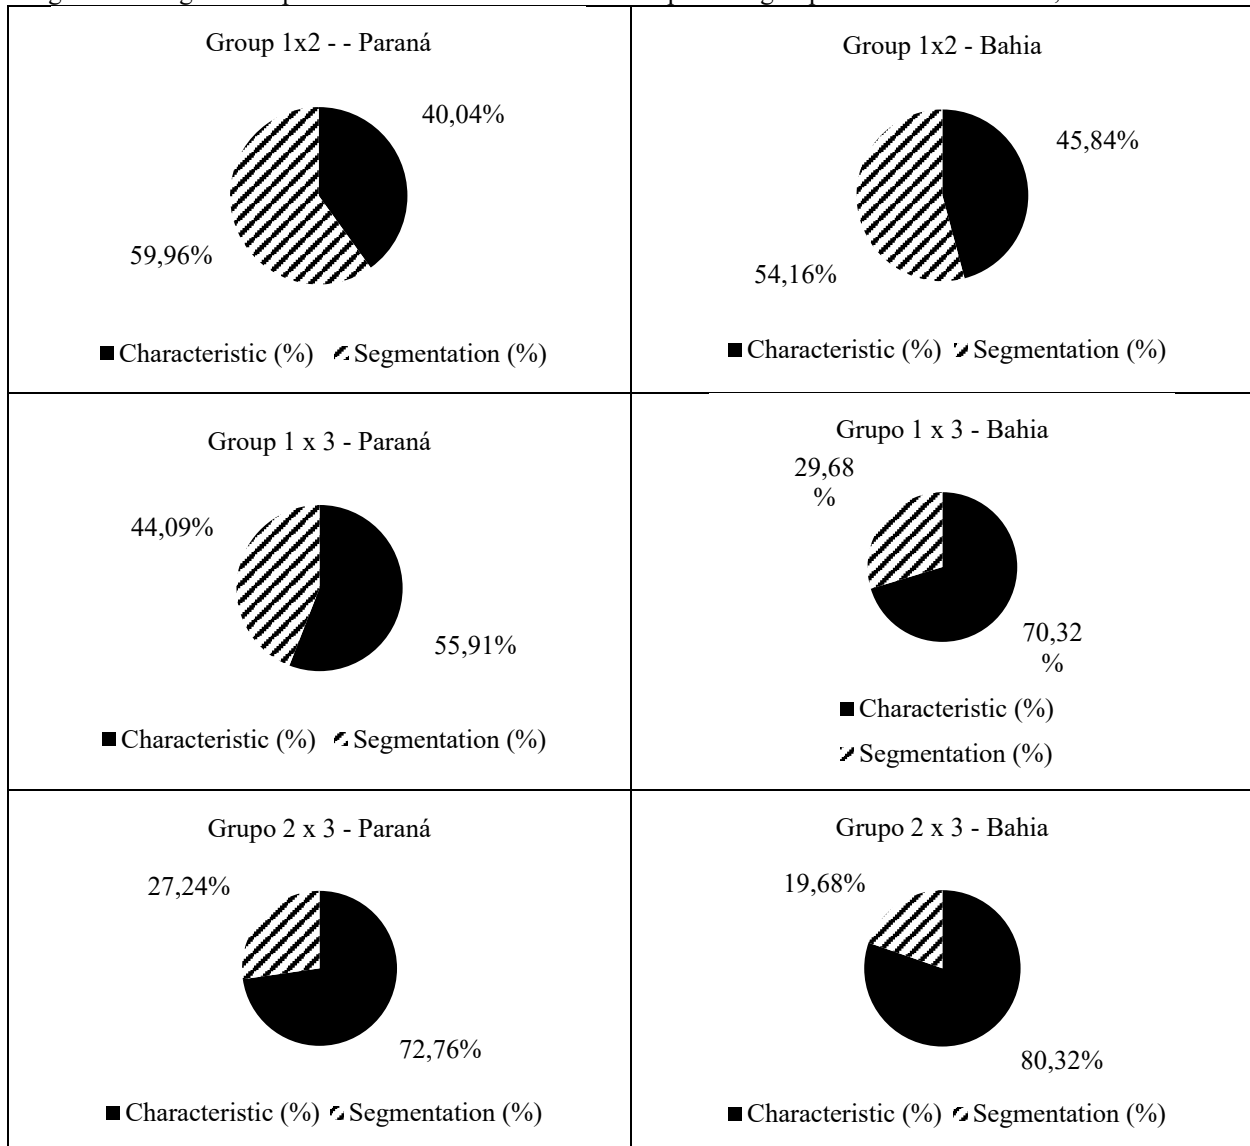 Group 1x2 - - Paraná
40,04%
59,96%
Characteristic (%) Segmentation (%)
Group 1x2 - Bahia
45,84%
54,16%
Characteristic (%) Segmentation (%)
Group 1 x 3 - Paraná
44,09%
55,91%
Characteristic (%) Segmentation (%)
Grupo 1 x 3 - Bahia
29,68
%
70,32
%
Characteristic (%)
Segmentation (%)
Grupo 2 x 3 - Paraná
27,24%
72,76%
Characteristic (%) Segmentation (%)
Grupo 2 x 3 - Bahia
19,68%
80,32%
Characteristic (%) Segmentation (%)